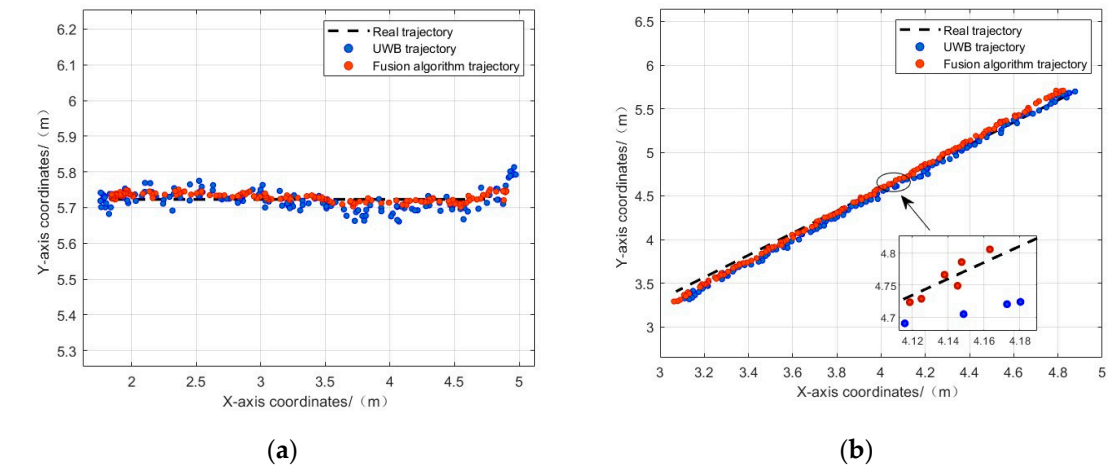 6.2
6.1
6
5.9
5.8
5.7
5.6
5.5
5.4
5.3
Y-axis coordinates/（m）
Real trajectory
UWB trajectory
Fusion algorithm trajectory
2 2.5 3 3.5 4 4.5 5
X-axis coordinates/（m）
(a)
6.5
6
5.5
5
4.5
4
3.5
3
Y-axis coordinates/（m）
Real trajectory
UWB trajectory
Fusion algorithm trajectory
4.8
4.75
4.7
4.12 4.14 4.16 4.18
3 3.2 3.4 3.6 3.8 4 4.2 4.4 4.6 4.8 5
X-axis coordinates/（m）
(b)